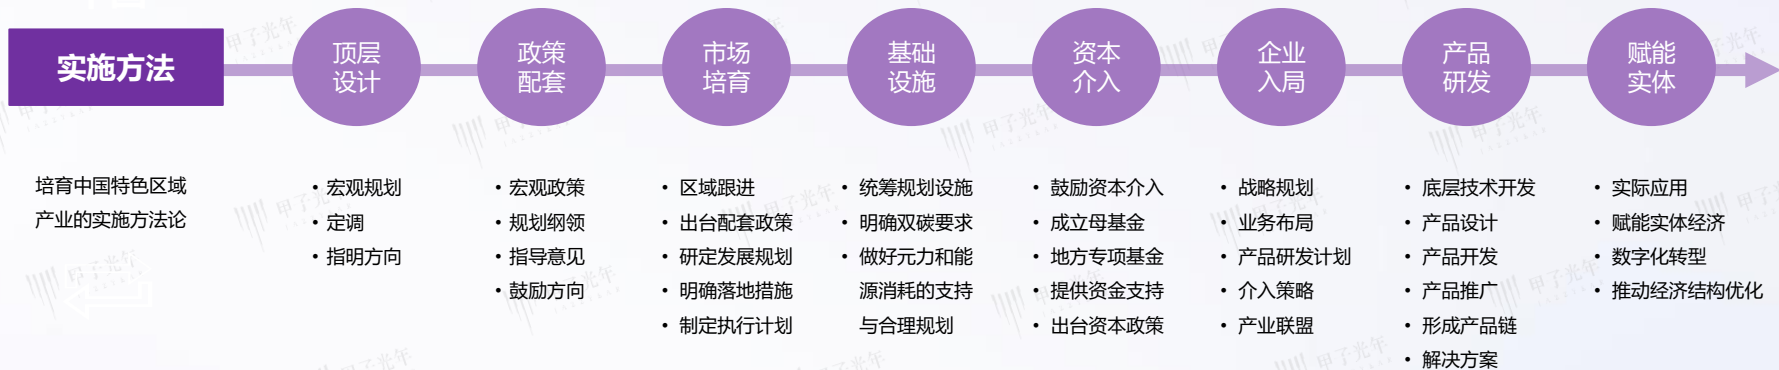 实施方法
顶层
设计
政策
配套
市场
培育
基础
设施
资本
介入
企业
入局
产品
研发
赋能
实体
培育中国特色区域
产业的实施方法论
• 宏观规划
• 定调
• 指明方向
• 宏观政策
• 规划纲领
• 指导意见
• 鼓励方向
• 区域跟进
• 出台配套政策
• 研定发展规划
• 明确落地措施
• 制定执行计划
• 统筹规划设施
• 明确双碳要求
• 做好元力和能
源消耗的支持
与合理规划
• 鼓励资本介入
• 成立母基金
• 地方专项基金
• 提供资金支持
• 出台资本政策
• 战略规划
• 业务布局
• 产品研发计划
• 介入策略
• 产业联盟
• 底层技术开发
• 产品设计
• 产品开发
• 产品推广
• 形成产品链
• 解决方案
• 实际应用
• 赋能实体经济
• 数字化转型
• 推动经济结构优化
甲子光年